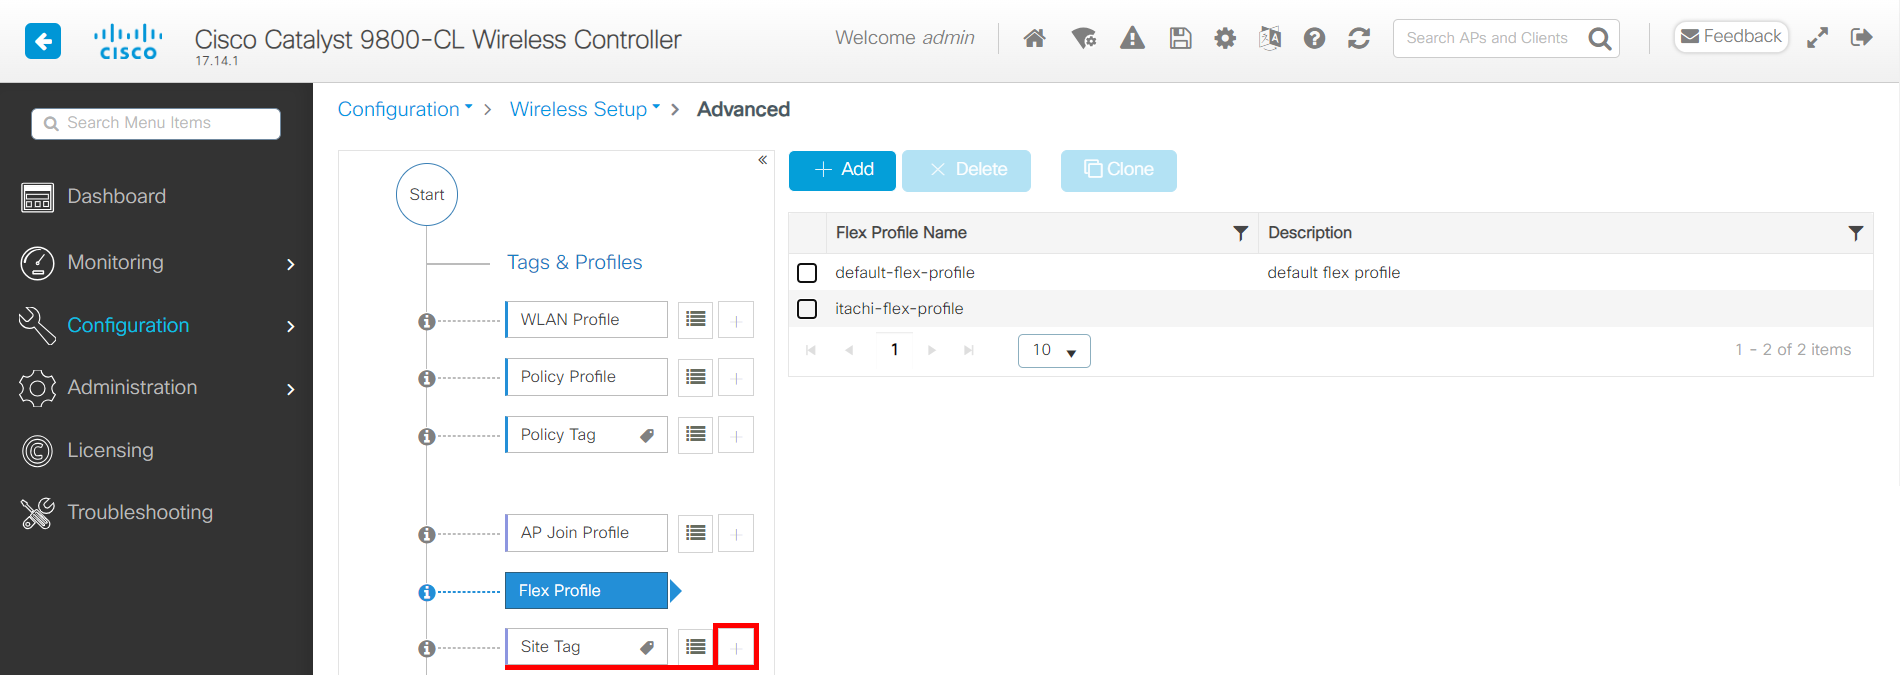 CISCO
Cisco Catalyst 9800-CL Wireless Controller
17.14.1
Welcome admin
Search APs and Clients
Feedback
Search Menu Items
Dashboard
Monitoring
Configuration
Administration
Licensing
Troubleshooting
Configuration > Wireless Setup > Advanced
«
Start
Tags & Profiles
WLAN Profile
Policy Profile
Policy Tag
AP Join Profile
Flex Profile
Site Tag
+ Add
× Delete
Clone
Flex Profile Name Description
default-flex-profile default flex profile
itachi-flex-profile
1 10 1 - 2 of 2 items